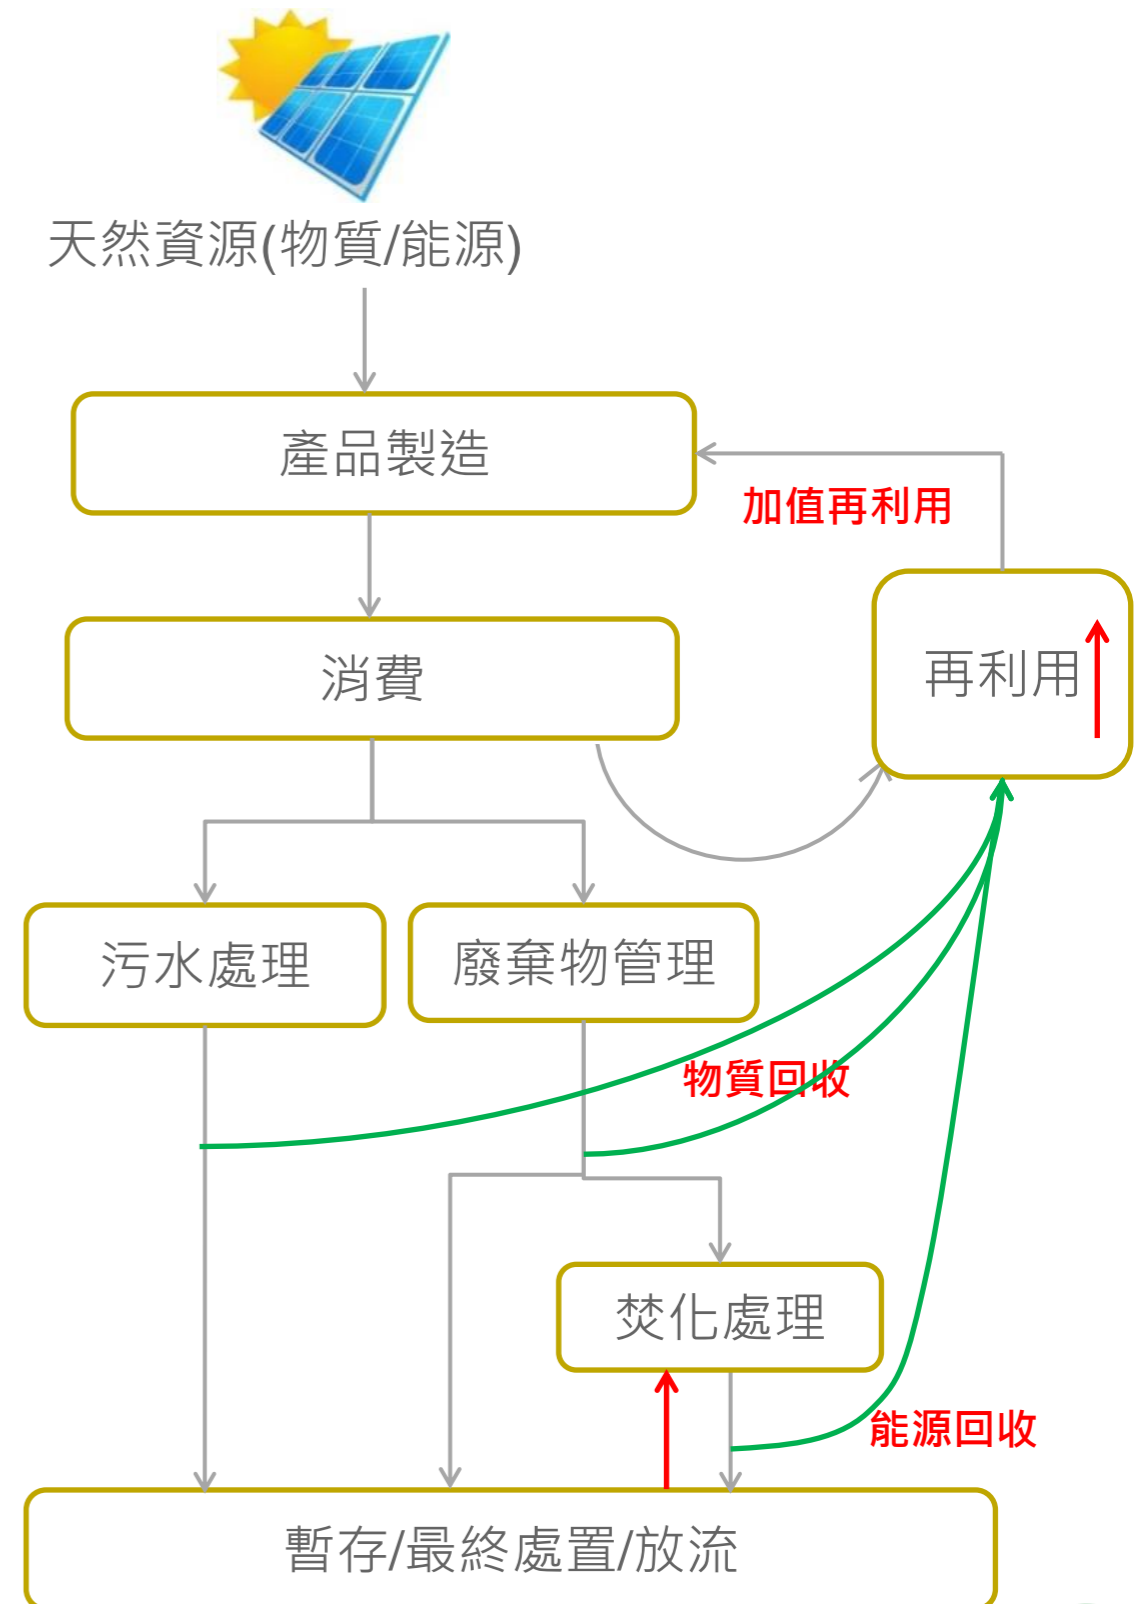 天然資源(物質/能源)
產品製造
加值再利用
消費
再利用
污水處理
廢棄物管理
物質回收
焚化處理
能源回收
暫存/最終處置/放流